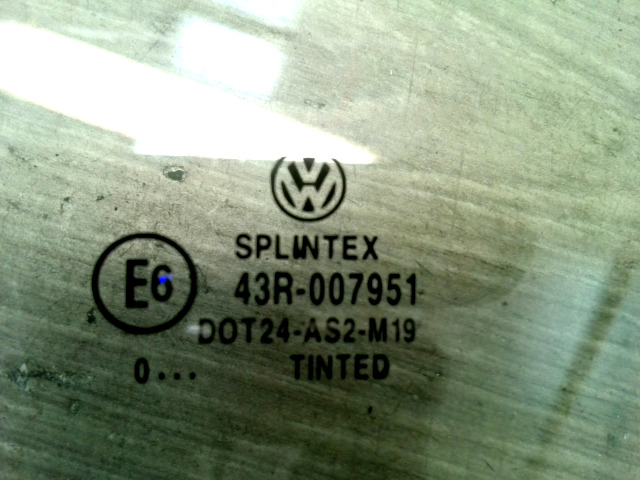 SPLINTEX
E6 43R-007951
DOT24-AS2-M19
0... TINTED